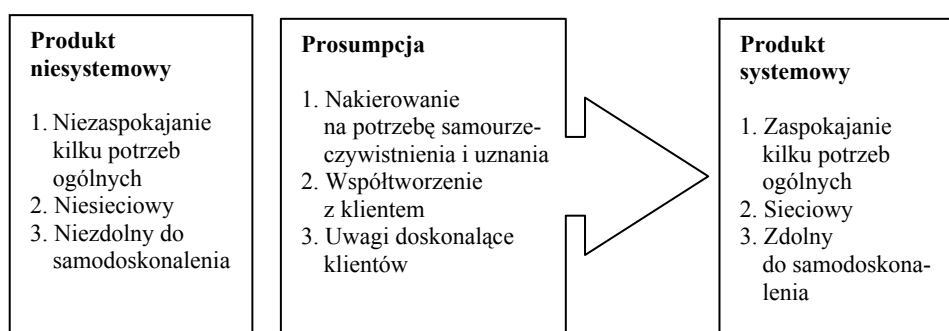 Produkt
niesystemowy
1. Niezaspokajanie
kilku potrzeb
ogólnych
2. Niesieciowy
3. Niezdolny do
samodoskonalenia
Prosumpcja
1. Nakierowanie
na potrzebę samourze-
czywistnienia i uznania
2. Współtworzenie
z klientem
3. Uwagi doskonalące
klientów
Produkt
systemowy
1. Zaspokajanie
kilku potrzeb
ogólnych
2. Sieciowy
3. Zdolny
do samodoskona-
lenia